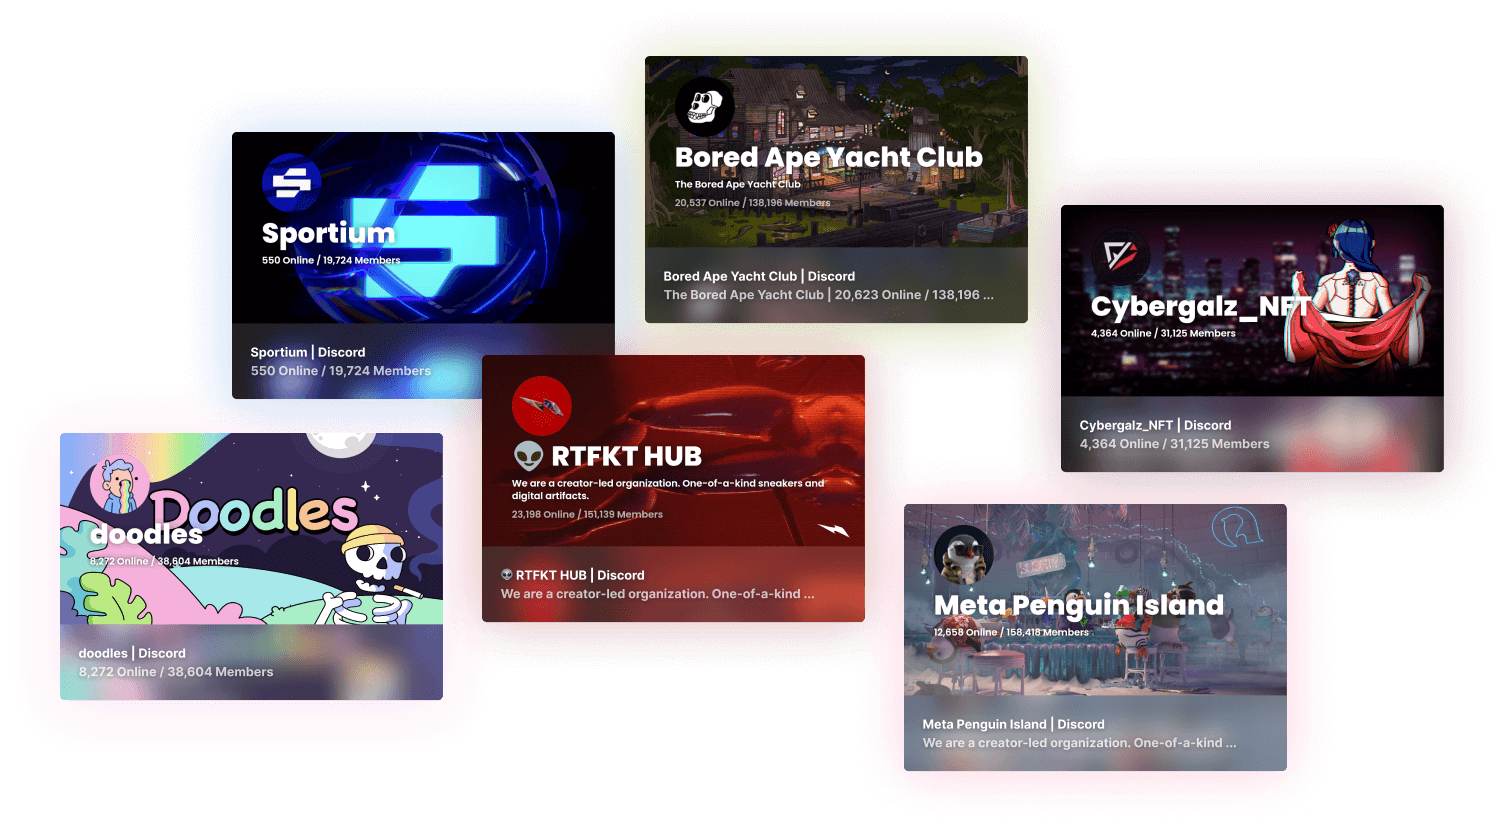 Bored Ape Yacht Club
The Bored Ape Yacht Club
20,537 Online / 138,196 Members
Bored Ape Yacht Club | Discord
The Bored Ape Yacht Club | 20,623 Online / 138,196 ...
Sportium
550 Online / 19,724 Members
Sportium | Discord
550 Online / 19,724 Members
Cybergalz_NFT
4,364 Online / 31,125 Members
Cybergalz_NFT | Discord
4,364 Online / 31,125 Members
👽 RTFKT HUB
We are a creator-led organization. One-of-a-kind sneakers and
digital artifacts.
23,198 Online / 151,139 Members
👽 RTFKT HUB | Discord
We are a creator-led organization. One-of-a-kind ...
Doodles
doodles
8,272 Online / 38,604 Members
doodles | Discord
8,272 Online / 38,604 Members
Meta Penguin Island
12,658 Online / 158,418 Members
Meta Penguin Island | Discord
We are a creator-led organization. One-of-a-kind ...